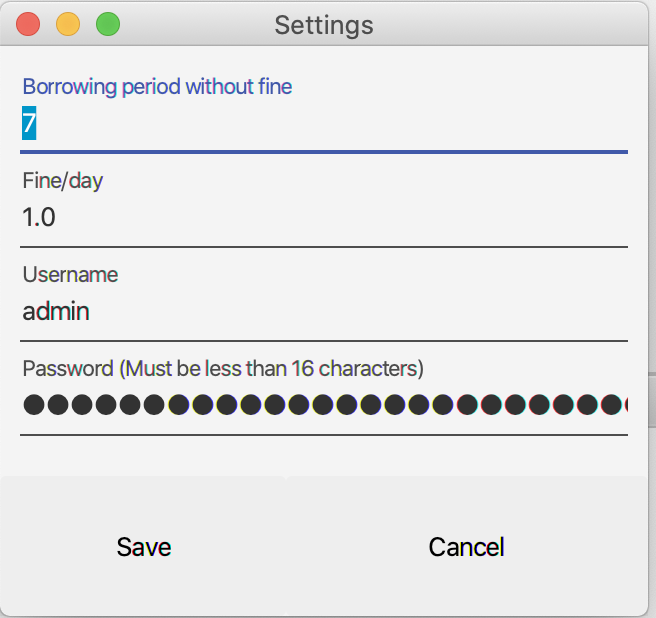 Settings
Borrowing period without fine
7
Fine/day
1.0
Username
admin
Password (Must be less than 16 characters)
Save Cancel